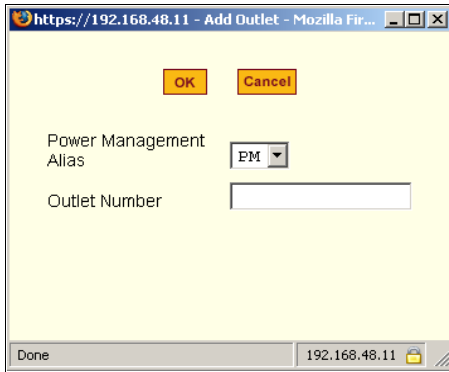 https://192.168.48.11 - Add Outlet - Mozilla Fir...
OK Cancel
Power Management
Alias
PM
Outlet Number
Done 192.168.48.11